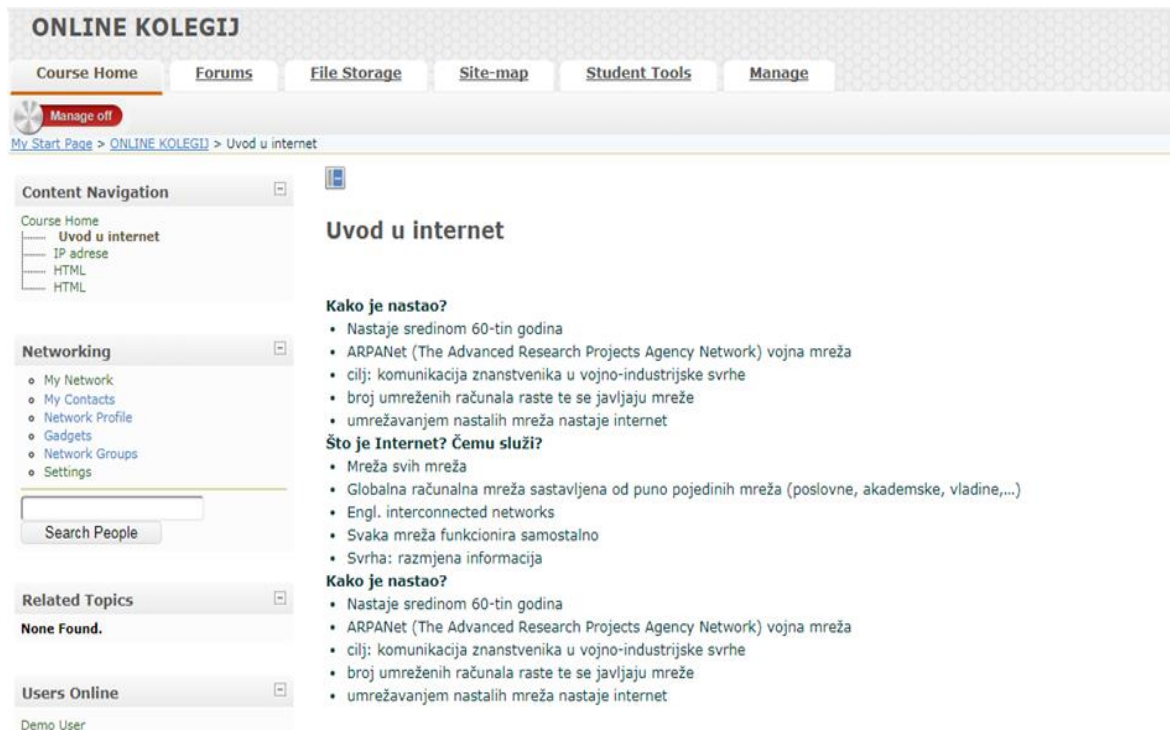 ONLINE KOLEGIJ
Course Home Forums File Storage Site-map Student Tools Manage
Manage off
My Start Page > ONLINE KOLEGIJ > Uvod u internet
Content Navigation
Course Home
Uvod u internet
IP adrese
HTML
HTML
Networking
My Network
My Contacts
Network Profile
Gadgets
Network Groups
Settings
Search People
Related Topics
None Found.
Users Online
Demo User
Uvod u internet
Kako je nastao?
• Nastaje sredinom 60-tin godina
• ARPANet (The Advanced Research Projects Agency Network) vojna mreža
• cilj: komunikacija znanstvenika u vojno-industrijske svrhe
• broj umreženih računala raste te se javljaju mreže
• umrežavanjem nastalih mreža nastaje internet
Što je Internet? Čemu služi?
• Mreža svih mreža
• Globalna računalna mreža sastavljena od puno pojedinih mreža (poslovne, akademske, vladine,...)
• Engl. interconnected networks
• Svaka mreža funkcionira samostalno
• Svrha: razmjena informacija
Kako je nastao?
• Nastaje sredinom 60-tin godina
• ARPANet (The Advanced Research Projects Agency Network) vojna mreža
• cilj: komunikacija znanstvenika u vojno-industrijske svrhe
• broj umreženih računala raste te se javljaju mreže
• umrežavanjem nastalih mreža nastaje internet